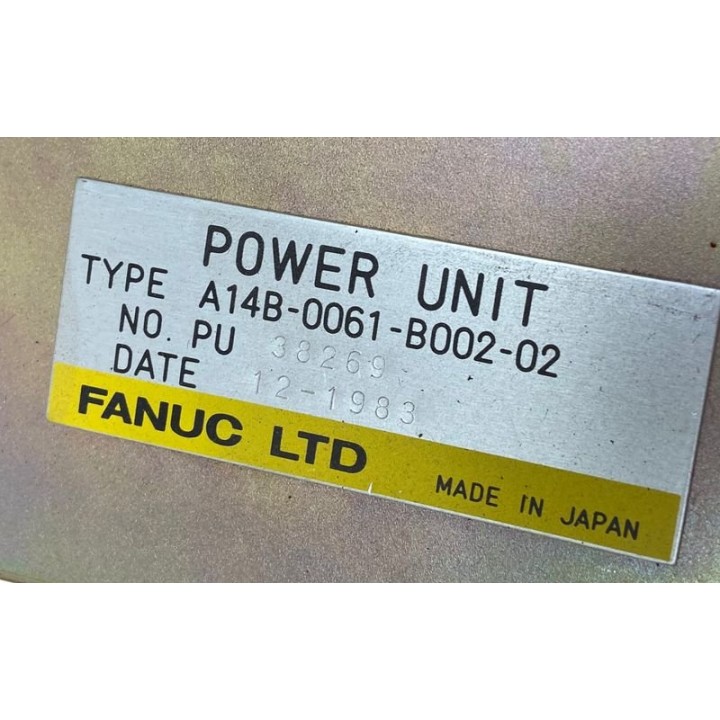 POWER UNIT
TYPE A14B-0061-B002-02
NO. PU 38269
DATE 12-1983
FANUC LTD MADE IN JAPAN